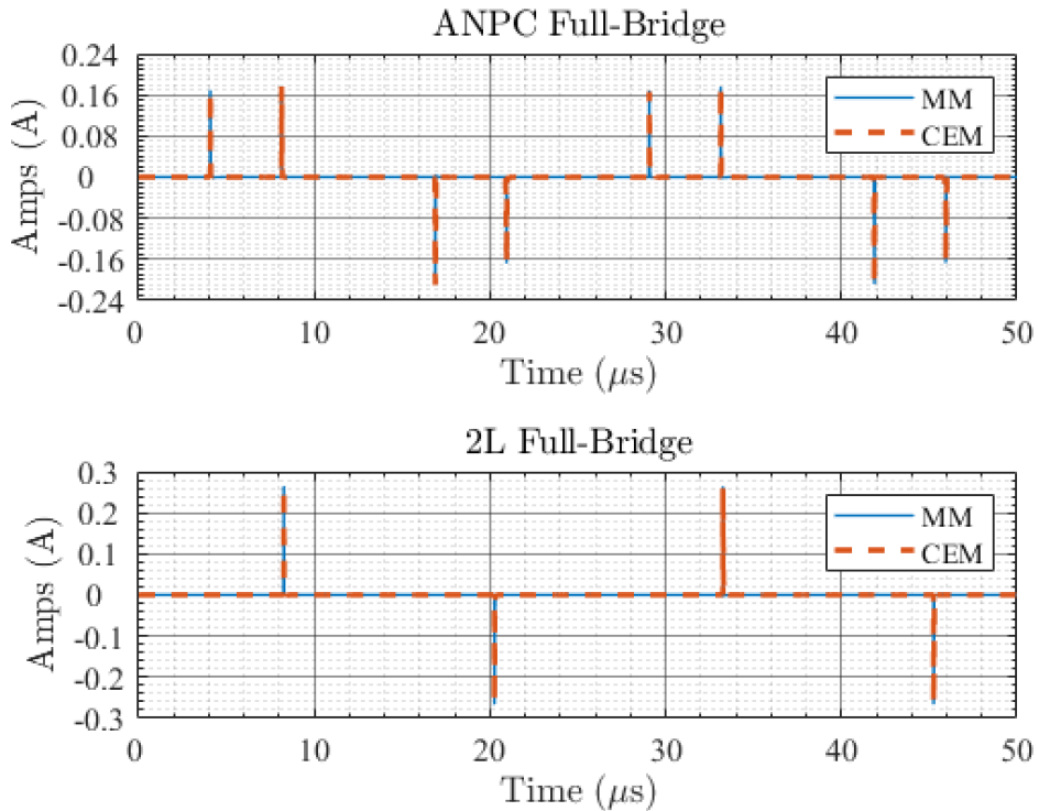 ANPC Full-Bridge
Amps (A)
0.24
0.16
0.08
0
-0.08
-0.16
-0.24
MM
CEM
0 10 20 30 40 50
Time (μs)
2L Full-Bridge
Amps (A)
0.3
0.2
0.1
0
-0.1
-0.2
-0.3
MM
CEM
0 10 20 30 40 50
Time (μs)